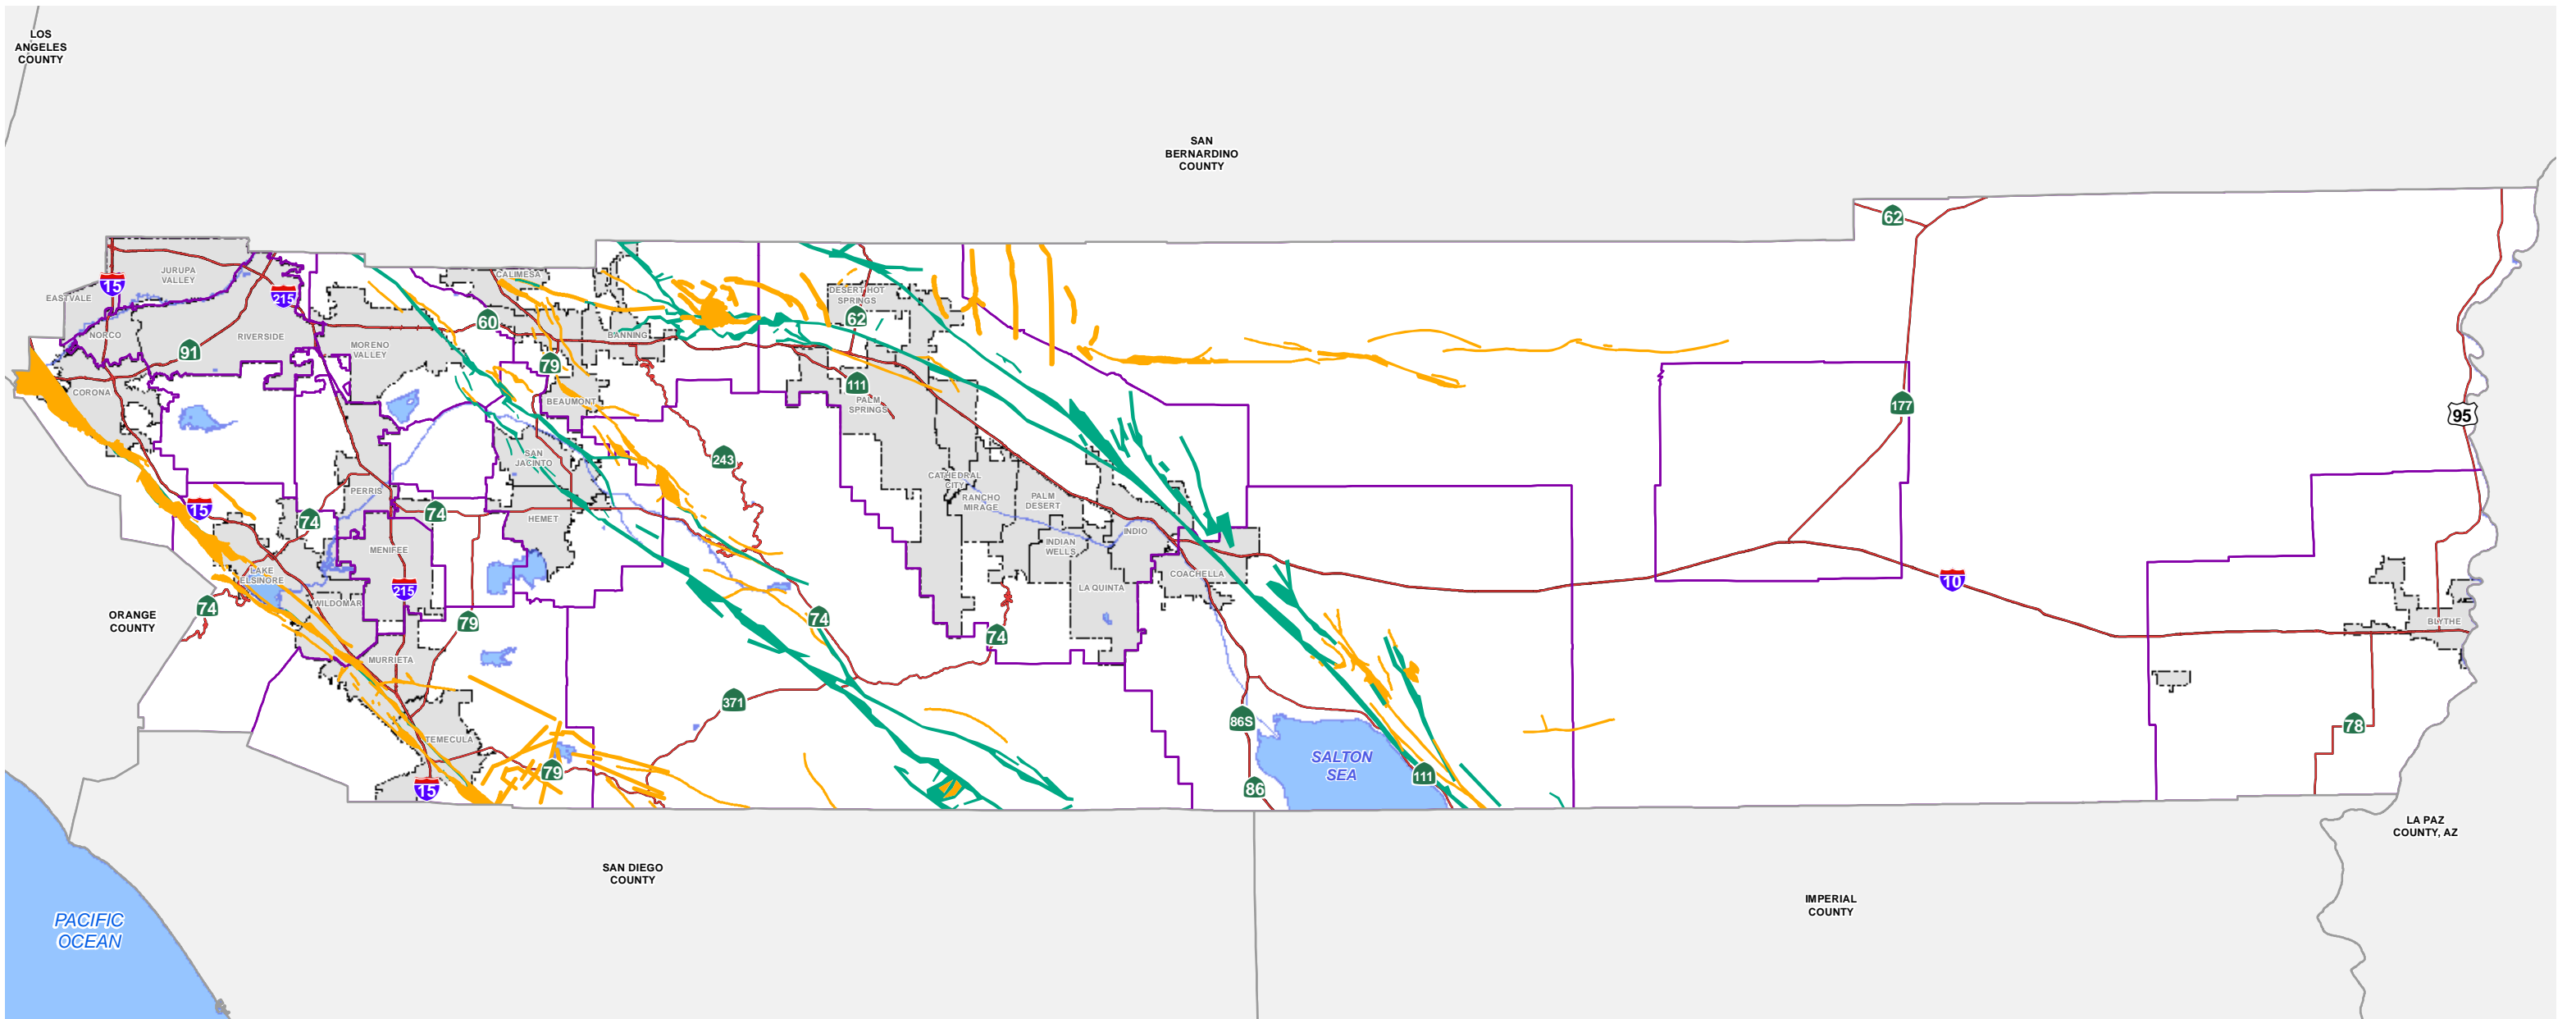 LOS
ANGELES
COUNTY
SAN
BERNARDINO
COUNTY
62
JURUPA
VALLEY
15
EASTVALE
215
CALIMESA
DESERT HOT
SPRINGS
62
60
NORCO
RIVERSIDE
91
MORENO
VALLEY
BANNING
79
CORONA
BEAUMONT
111
PALM
SPRINGS
177
95
243
SAN
JACINTO
CATHEDRAL
CITY
RANCHO
MIRAGE
PALM
DESERT
PERRIS
15
74
74
HEMET
INDIO
MENIFEE
INDIAN
WELLS
LAKE
ELSINORE
215
COACHELLA
LA QUINTA
10
ORANGE
COUNTY
74
WILDOMAR
79
74
74
BLYTHE
MURRIETA
371
86S
78
TEMECULA
SALTON
SEA
79
15
86
111
LA PAZ
COUNTY, AZ
SAN DIEGO
COUNTY
IMPERIAL
COUNTY
PACIFIC
OCEAN